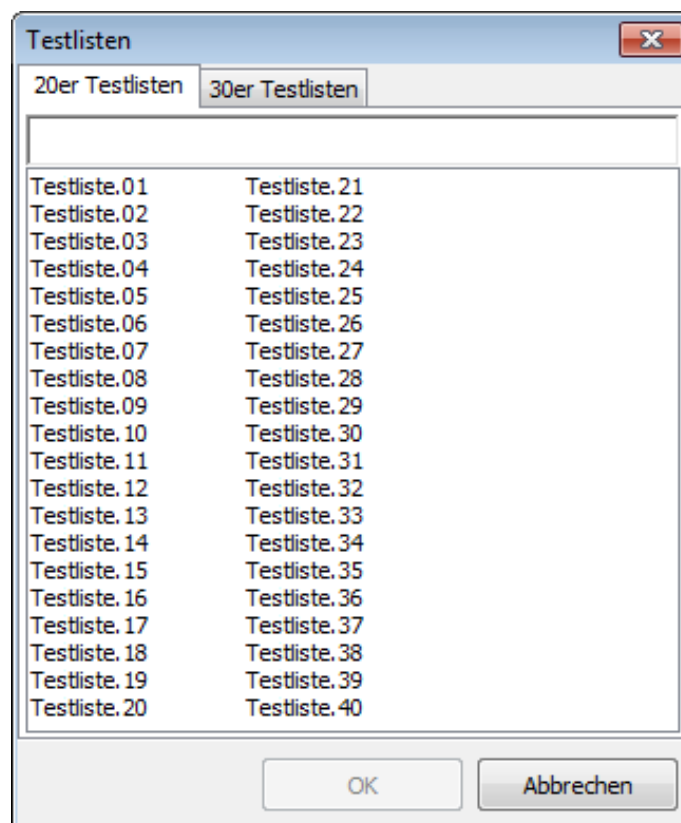 Testlisten
20er Testlisten 30er Testlisten
Testliste.01 Testliste.21
Testliste.02 Testliste.22
Testliste.03 Testliste.23
Testliste.04 Testliste.24
Testliste.05 Testliste.25
Testliste.06 Testliste.26
Testliste.07 Testliste.27
Testliste.08 Testliste.28
Testliste.09 Testliste.29
Testliste.10 Testliste.30
Testliste.11 Testliste.31
Testliste.12 Testliste.32
Testliste.13 Testliste.33
Testliste.14 Testliste.34
Testliste.15 Testliste.35
Testliste.16 Testliste.36
Testliste.17 Testliste.37
Testliste.18 Testliste.38
Testliste.19 Testliste.39
Testliste.20 Testliste.40
OK Abbrechen